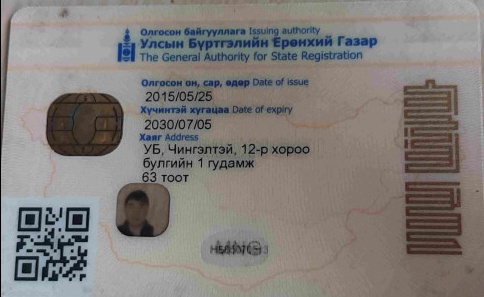 Олгосон байгууллага Issuing authority
Улсын Бүртгэлийн Ерөнхий Газар
The General Authority for State Registration
Олгосон он, сар, өдөр Date of issue
2015/05/25
Хүчинтэй хугацаа Date of expiry
2030/07/05
Хаяг Address
УБ, Чингэлтэй, 12-р хороо
булгийн 1 гудамж
63 тоот
MNG